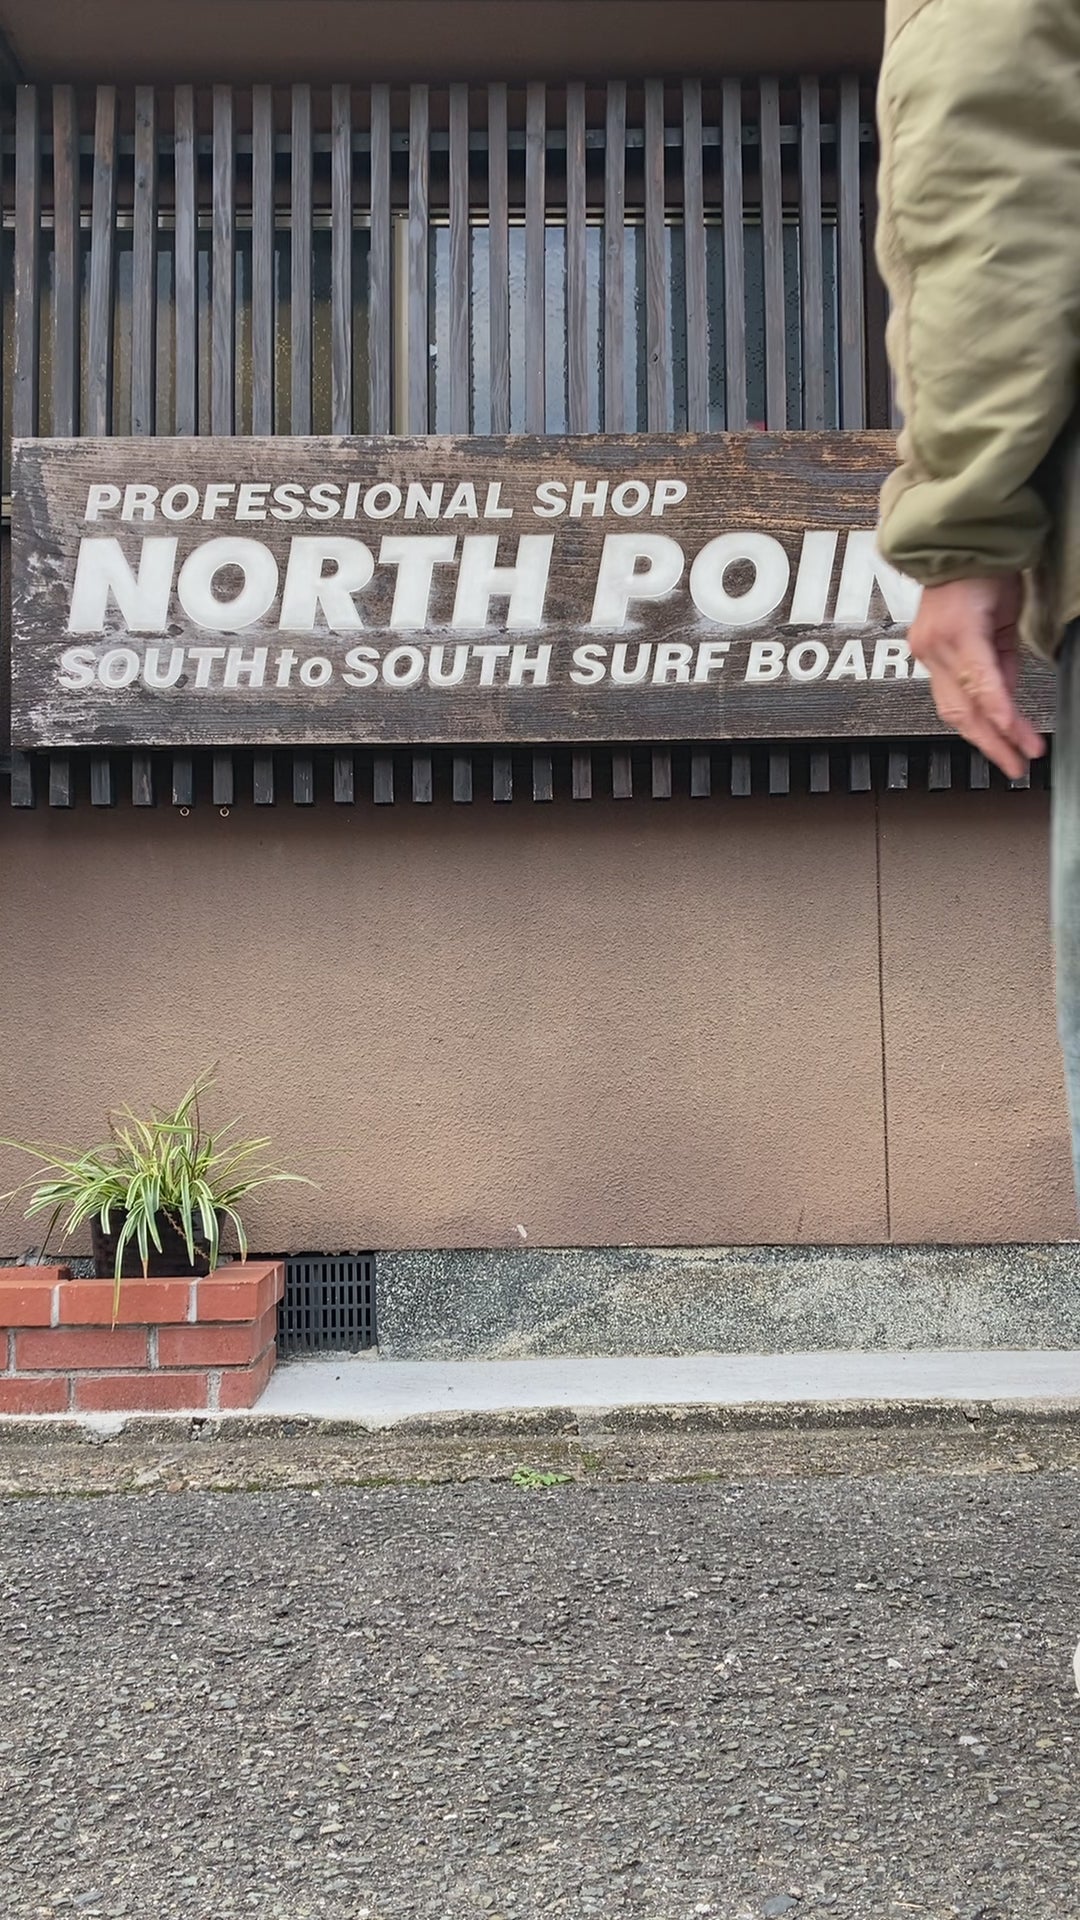 PROFESSIONAL SHOP
NORTH POIN
SOUTH to SOUTH SURF BOAR